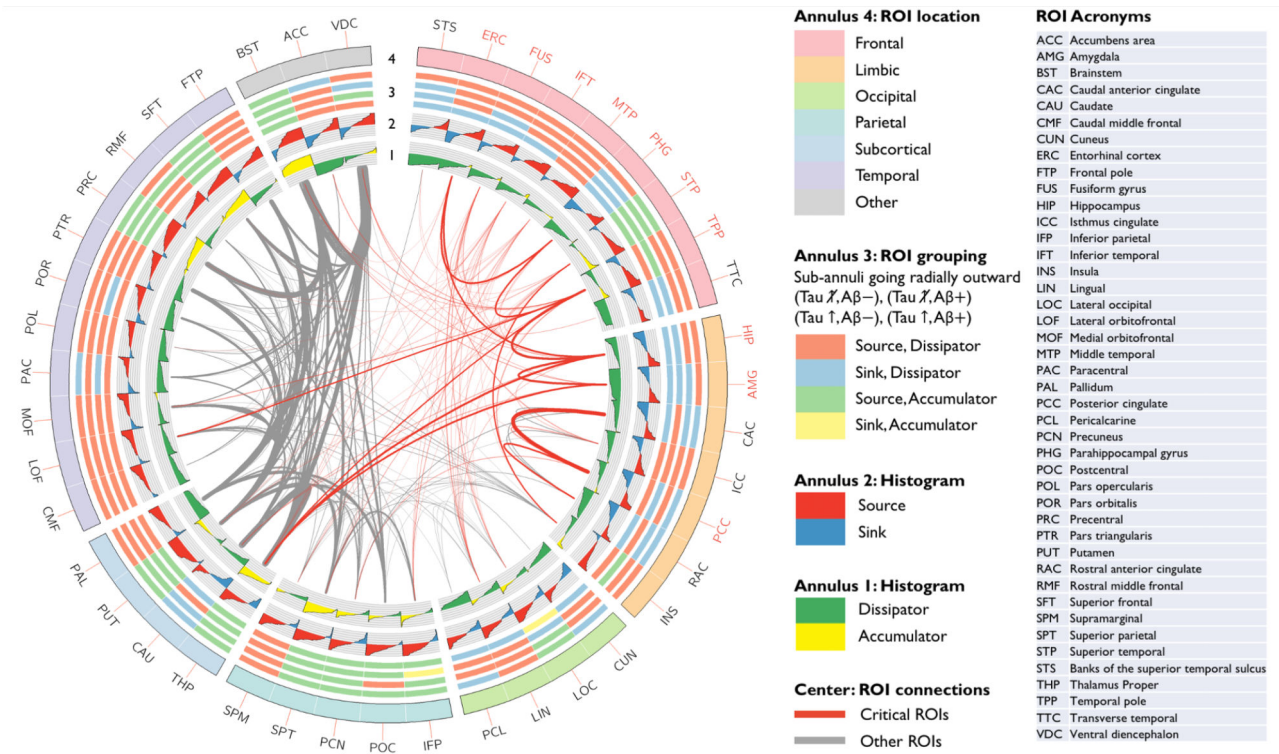 BST
ACC
VDC
4
3
2
1
STS
ERC
FUS
IFT
MTP
PHG
STP
TPP
TTC
HIP
AMG
CAC
ICC
PCC
RAC
INS
CUN
LOC
LIN
PCL
IFP
POC
PCN
SPT
SPM
THP
CAU
PUT
PAL
CMF
LOF
MOF
PAC
POL
POR
PTR
PRC
RMF
SFT
FTP
Annulus 4: ROI location
Frontal
Limbic
Occipital
Parietal
Subcortical
Temporal
Other
Annulus 3: ROI grouping
Sub-annuli going radially outward
(Tau ↑̸, Aβ−), (Tau ↑̸, Aβ+)
(Tau ↑, Aβ−), (Tau ↑, Aβ+)
Source, Dissipator
Sink, Dissipator
Source, Accumulator
Sink, Accumulator
Annulus 2: Histogram
Source
Sink
Annulus 1: Histogram
Dissipator
Accumulator
Center: ROI connections
Critical ROIs
Other ROIs
ROI Acronyms
ACC Accumbens area
AMG Amygdala
BST Brainstem
CAC Caudal anterior cingulate
CAU Caudate
CMF Caudal middle frontal
CUN Cuneus
ERC Entorhinal cortex
FTP Frontal pole
FUS Fusiform gyrus
HIP Hippocampus
ICC Isthmus cingulate
IFP Inferior parietal
IFT Inferior temporal
INS Insula
LIN Lingual
LOC Lateral occipital
LOF Lateral orbitofrontal
MOF Medial orbitofrontal
MTP Middle temporal
PAC Paracentral
PAL Pallidum
PCC Posterior cingulate
PCL Pericalcarine
PCN Precuneus
PHG Parahippocampal gyrus
POC Postcentral
POL Pars opercularis
POR Pars orbitalis
PRC Precentral
PTR Pars triangularis
PUT Putamen
RAC Rostral anterior cingulate
RMF Rostral middle frontal
SFT Superior frontal
SPM Supramarginal
SPT Superior parietal
STP Superior temporal
STS Banks of the superior temporal sulcus
THP Thalamus Proper
TPP Temporal pole
TTC Transverse temporal
VDC Ventral diencephalon